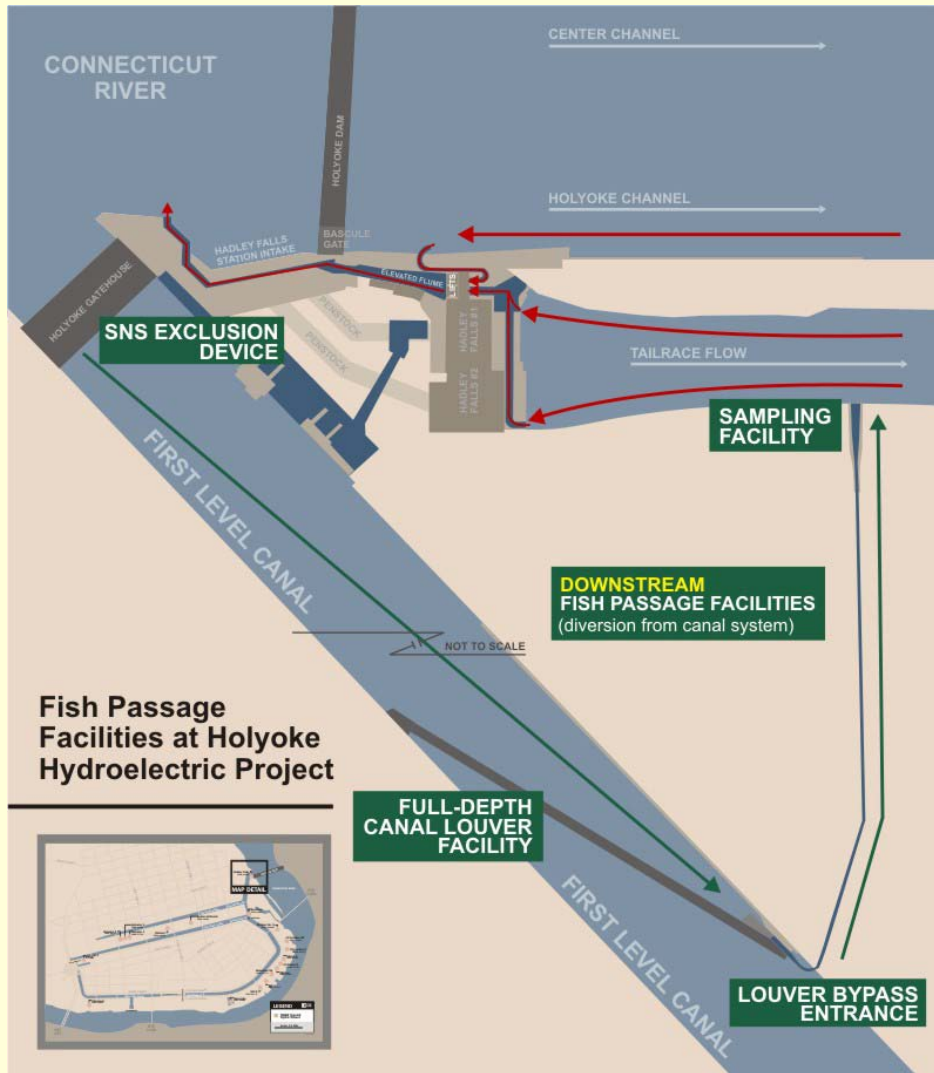 CENTER CHANNEL
CONNECTICUT
RIVER
HOLYOKE DAM
HOLYOKE CHANNEL
HADLEY FALLS
STATION INTAKE
BASCULE
GATE
ELEVATED FLUME
LIFTS
HOLYOKE GATEHOUSE
PENSTOCK
PENSTOCK
HADLEY
FALLS #1
HADLEY
FALLS #2
SNS EXCLUSION
DEVICE
TAILRACE FLOW
SAMPLING
FACILITY
FIRST LEVEL CANAL
DOWNSTREAM
FISH PASSAGE FACILITIES
(diversion from canal system)
NOT TO SCALE
Fish Passage
Facilities at Holyoke
Hydroelectric Project
FULL-DEPTH
CANAL LOUVER
FACILITY
FIRST LEVEL CANAL
LOUVER BYPASS
ENTRANCE
MAP DETAIL
LEGEND